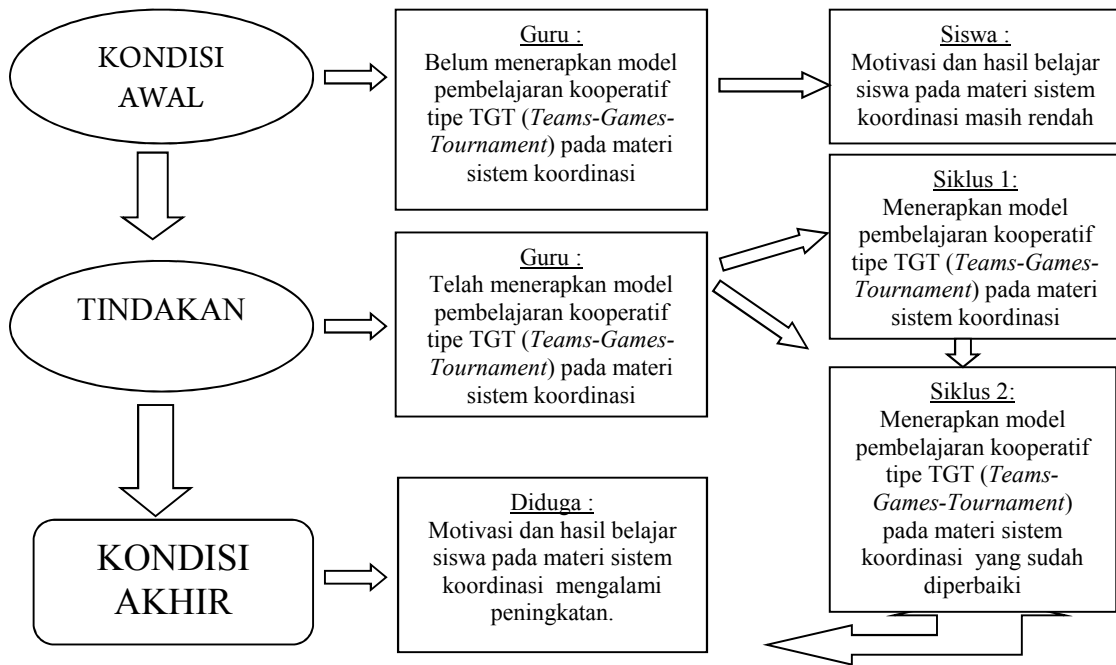 KONDISI
AWAL
Guru :
Belum menerapkan model
pembelajaran kooperatif
tipe TGT (Teams-Games-
Tournament) pada materi
sistem koordinasi
Siswa :
Motivasi dan hasil belajar
siswa pada materi sistem
koordinasi masih rendah
TINDAKAN
Guru :
Telah menerapkan model
pembelajaran kooperatif
tipe TGT (Teams-Games-
Tournament) pada materi
sistem koordinasi
Siklus 1:
Menerapkan model
pembelajaran kooperatif
tipe TGT (Teams-Games-
Tournament) pada materi
sistem koordinasi
Siklus 2:
Menerapkan model
pembelajaran kooperatif
tipe TGT (Teams-
Games-Tournament)
pada materi sistem
koordinasi yang sudah
diperbaiki
KONDISI
AKHIR
Diduga :
Motivasi dan hasil belajar
siswa pada materi sistem
koordinasi mengalami
peningkatan.